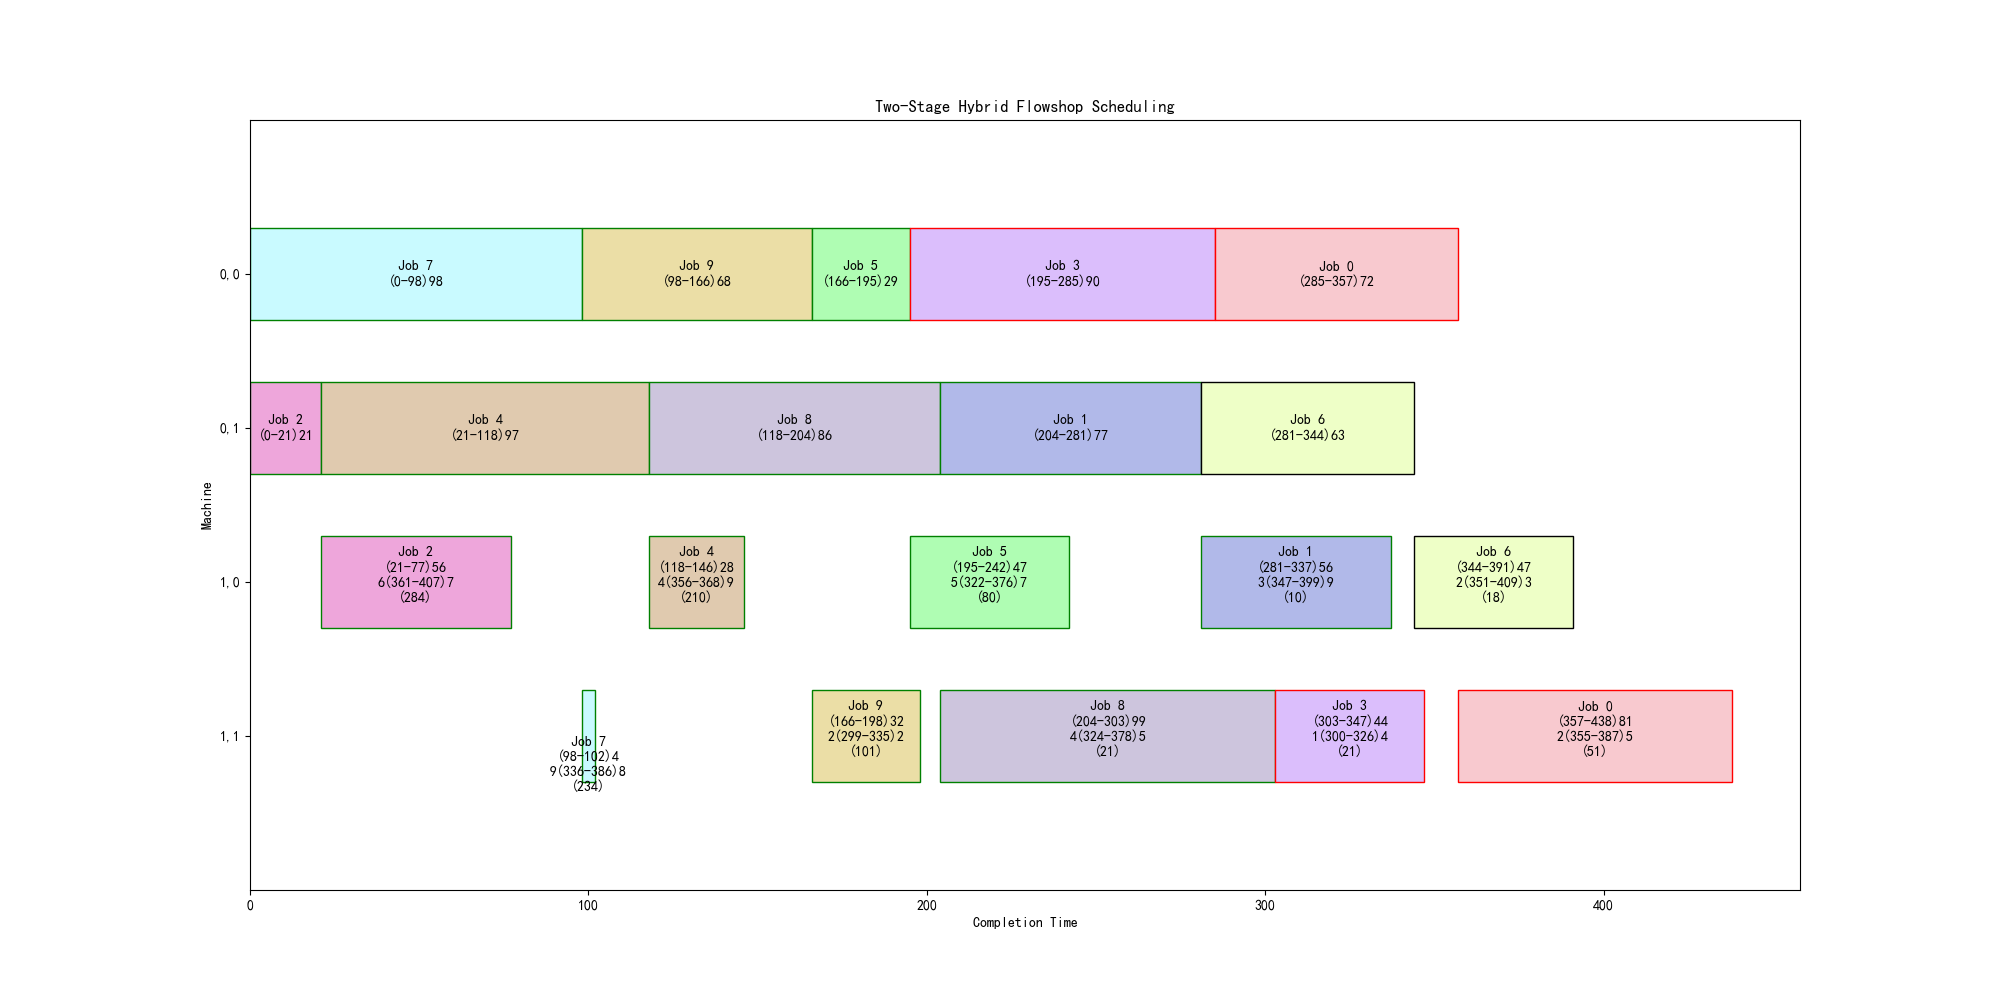 Two-Stage Hybrid Flowshop Scheduling
0,0
Job 7
(0-98)98
Job 9
(98-166)68
Job 5
(166-195)29
Job 3
(195-285)90
Job 0
(285-357)72
0,1
Job 2
(0-21)21
Job 4
(21-118)97
Job 8
(118-204)86
Job 1
(204-281)77
Job 6
(281-344)63
Machine
1,0
Job 2
(21-77)56
6(361-407)7
(284)
Job 4
(118-146)28
4(356-368)9
(210)
Job 5
(195-242)47
5(322-376)7
(80)
Job 1
(281-337)56
3(347-399)9
(10)
Job 6
(344-391)47
2(351-409)3
(18)
1,1
Job 7
(98-102)4
9(336-386)8
(234)
Job 9
(166-198)32
2(299-335)2
(101)
Job 8
(204-303)99
4(324-378)5
(21)
Job 3
(303-347)44
1(300-326)4
(21)
Job 0
(357-438)81
2(355-387)5
(51)
0
100
200
300
400
Completion Time